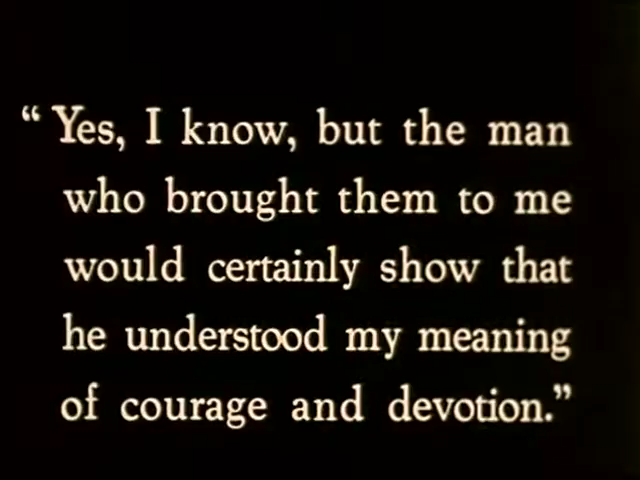 “ Yes, I know, but the man
who brought them to me
would certainly show that
he understood my meaning
of courage and devotion.”